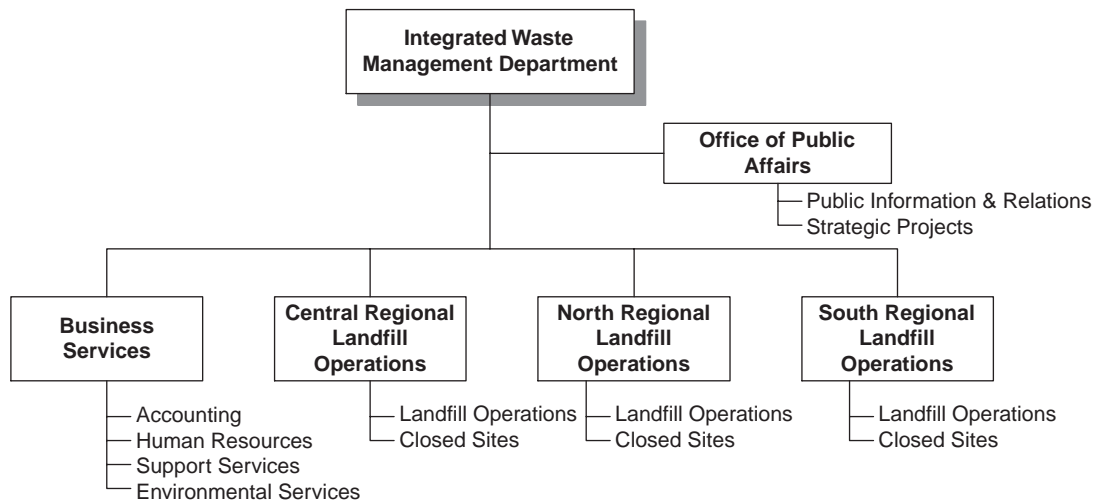 Integrated Waste
Management Department
Office of Public
Affairs
Public Information & Relations
Strategic Projects
Business
Services
Accounting
Human Resources
Support Services
Environmental Services
Central Regional
Landfill
Operations
Landfill Operations
Closed Sites
North Regional
Landfill
Operations
Landfill Operations
Closed Sites
South Regional
Landfill
Operations
Landfill Operations
Closed Sites